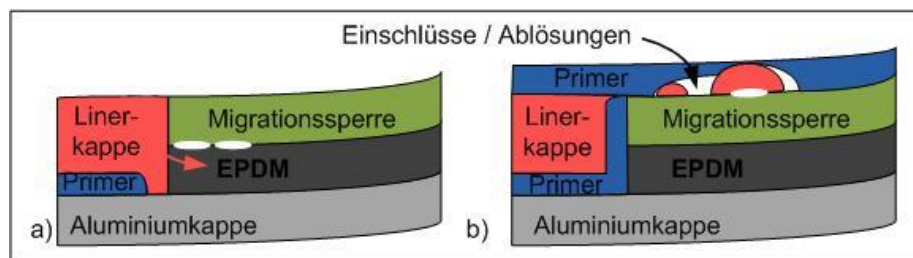 Einschlüsse / Ablösungen
Liner-
kappe
Migrationssperre
EPDM
Primer
Aluminiumkappe
a)
Primer
Liner-
kappe
Migrationssperre
EPDM
Primer
Aluminiumkappe
b)